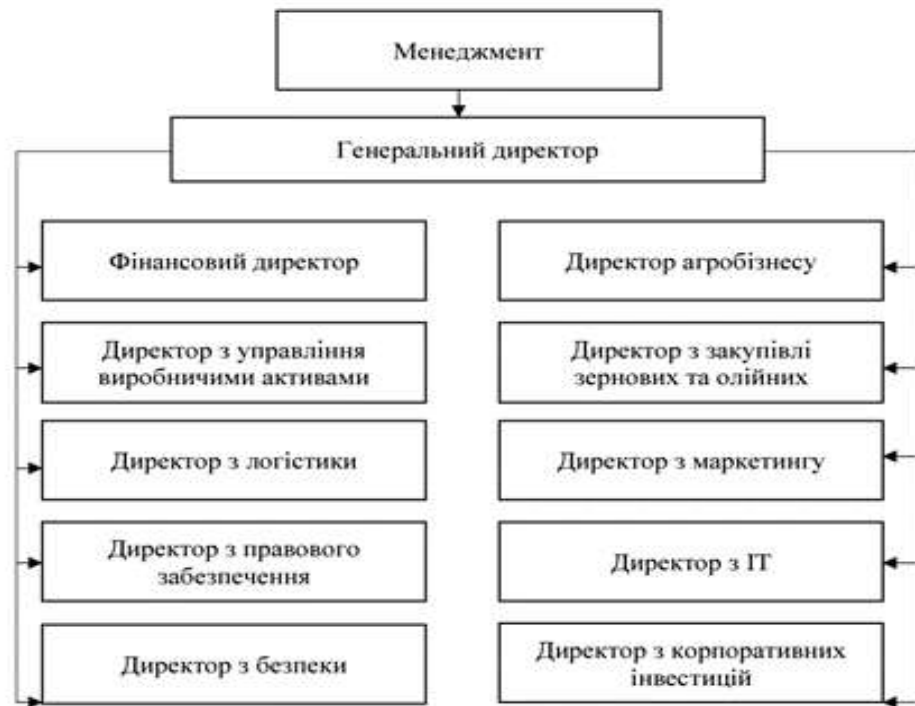 Менеджмент
Генеральний директор
Фінансовий директор
Директор з управління
виробничими активами
Директор з логістики
Директор з правового
забезпечення
Директор з безпеки
Директор агробізнесу
Директор з закупівлі
зернових та олійних
Директор з маркетингу
Директор з ІТ
Директор з корпоративних
інвестицій